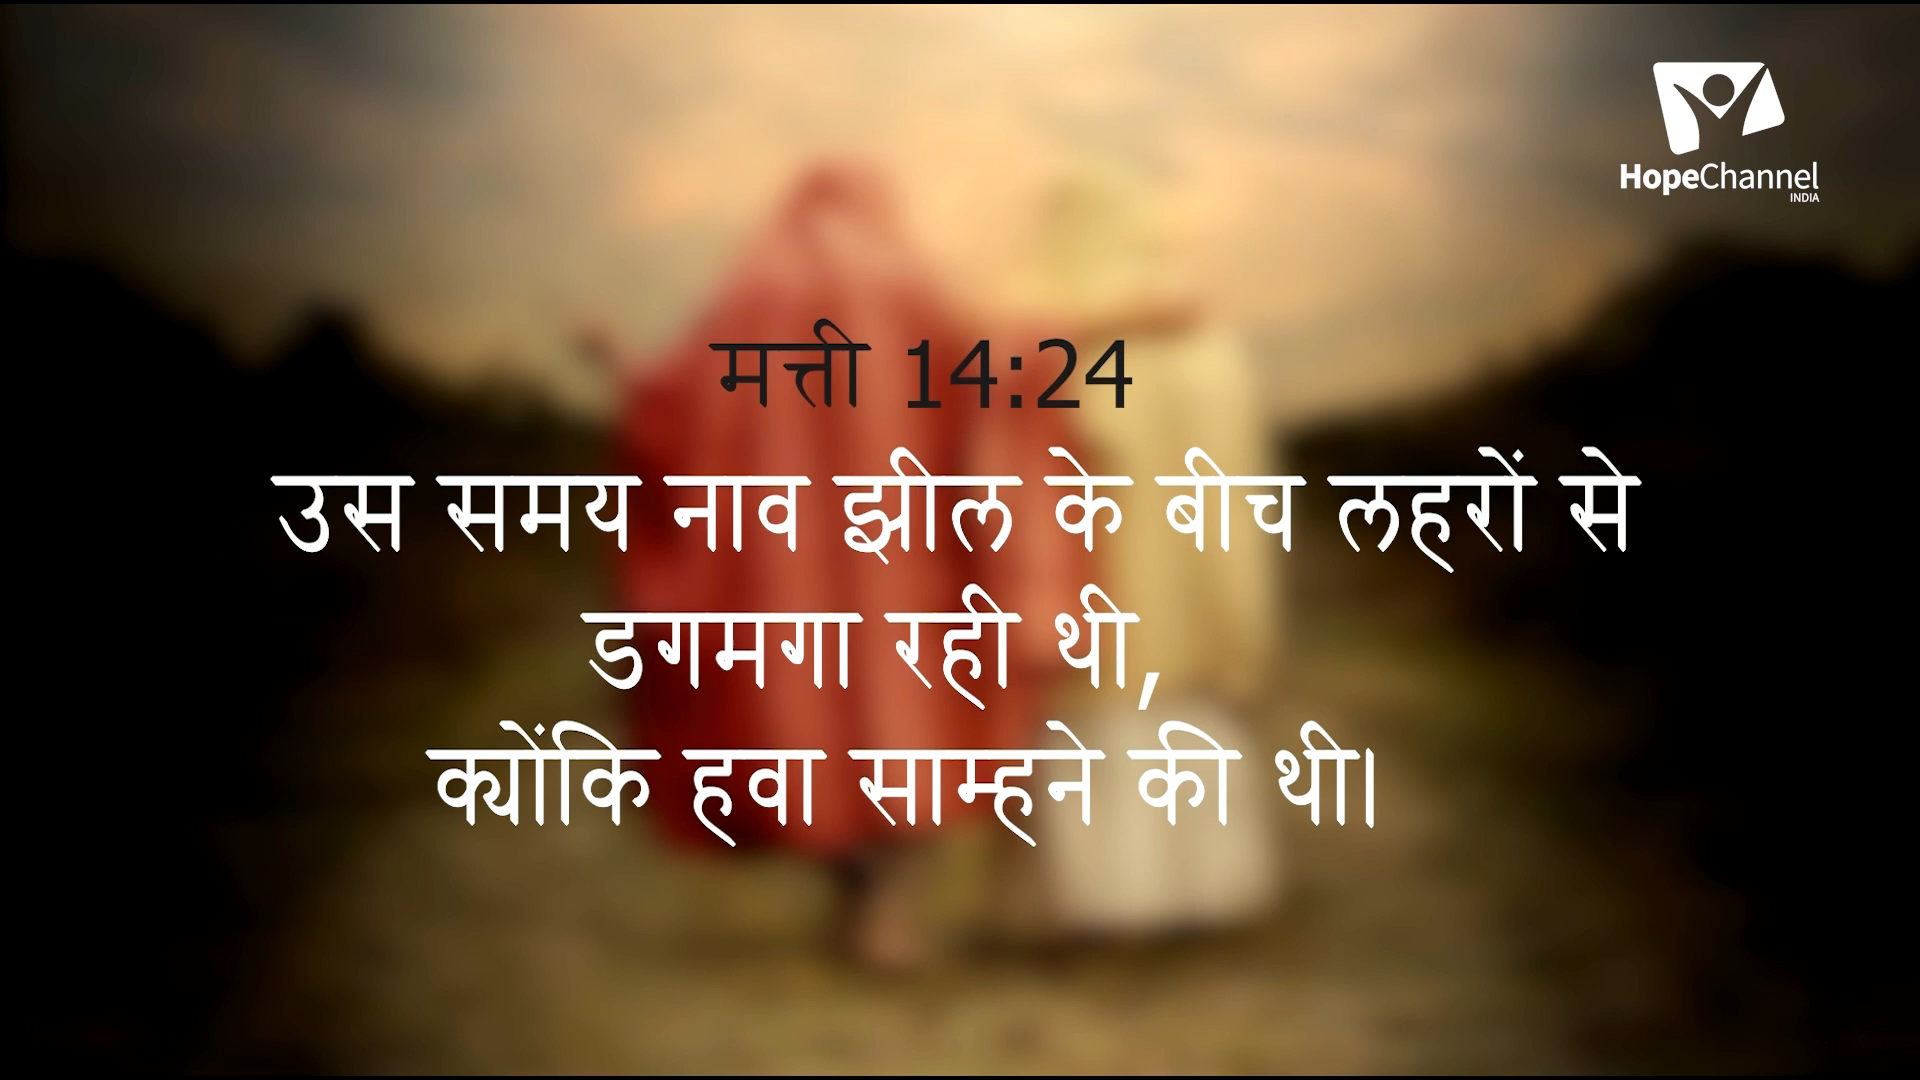 HopeChannel
INDIA
मत्ती 14:24
उस समय नाव झील के बीच लहरों से
डगमगा रही थी,
क्योंकि हवा साम्हने की थी।